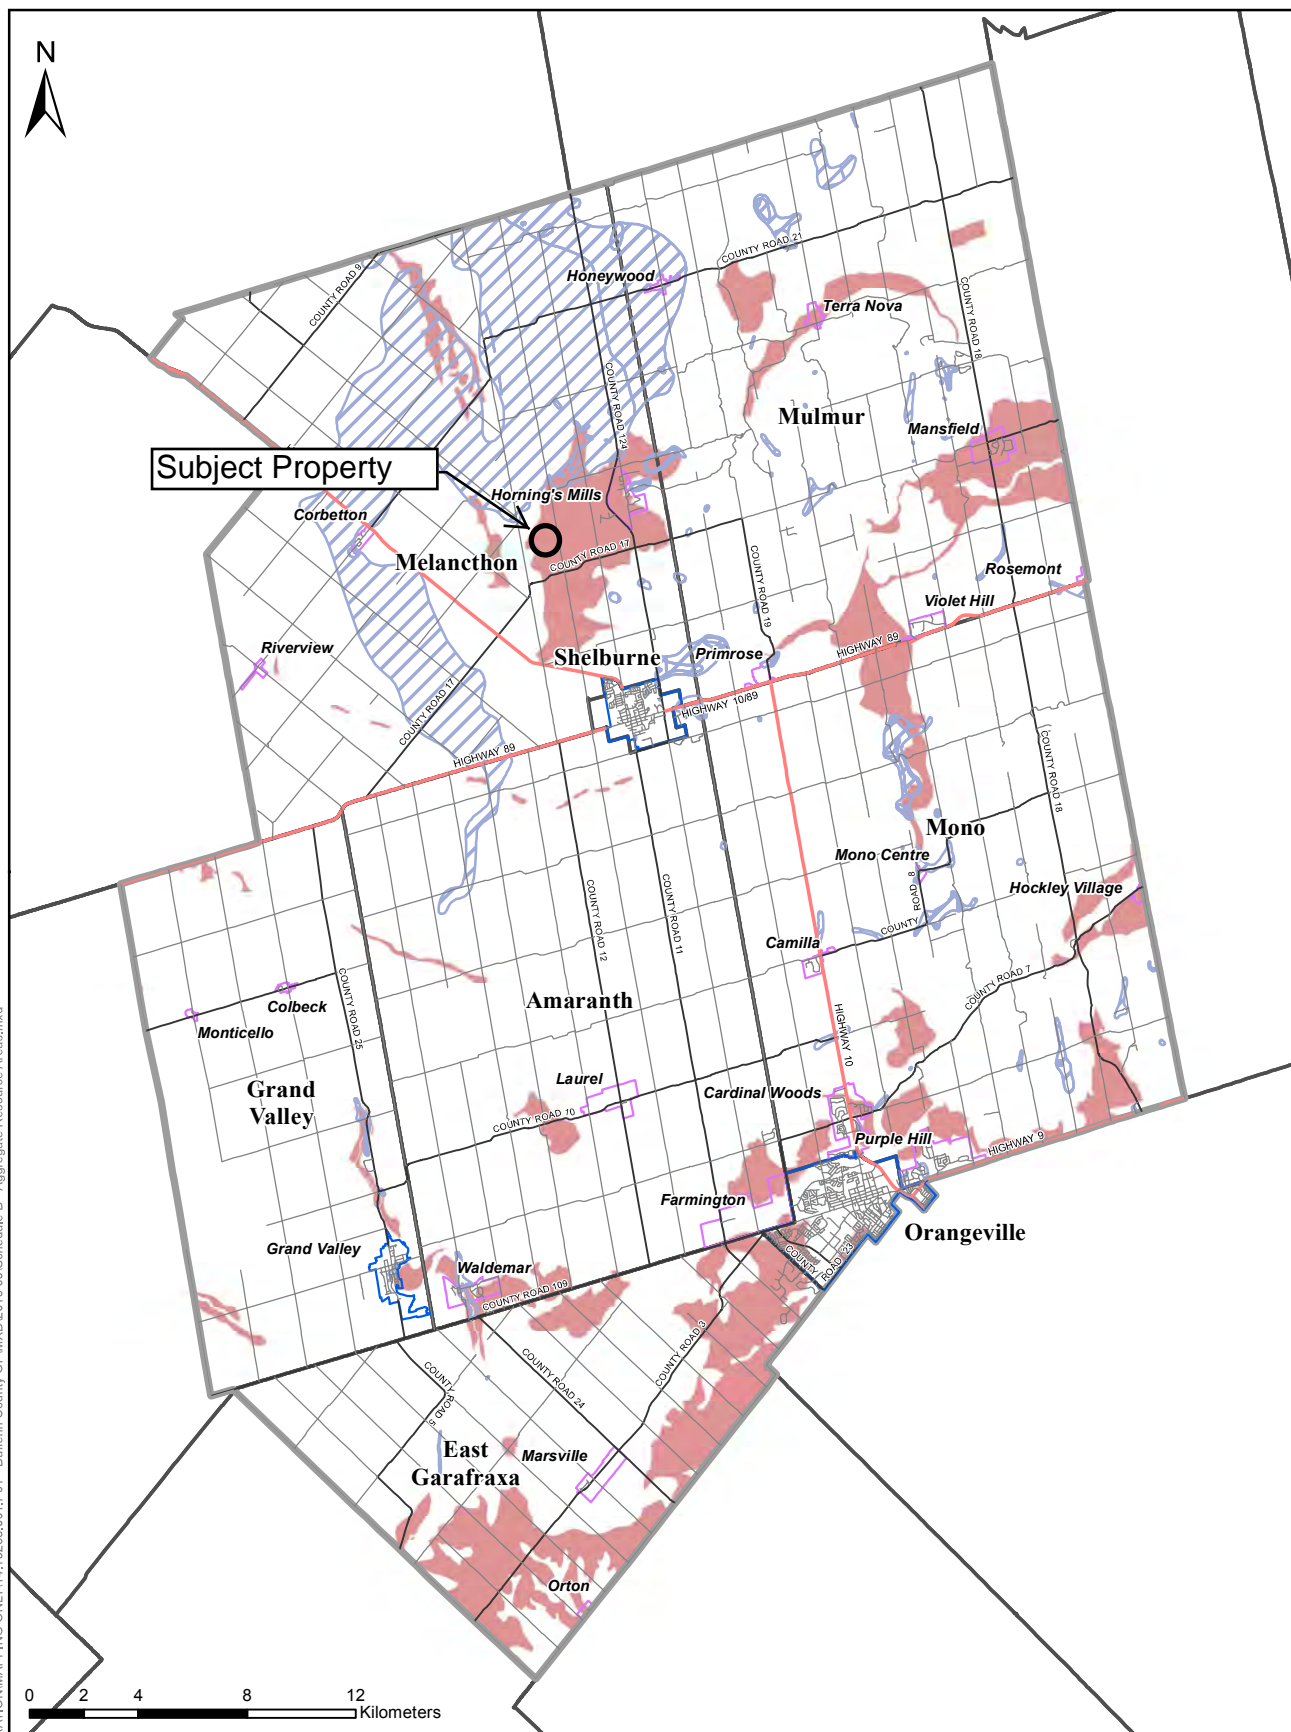 N
COUNTY ROAD 9
Honeywood
COUNTY ROAD 21
Terra Nova
COUNTY ROAD 18
COUNTY ROAD 124
Mulmur
Mansfield
Subject Property
Horning's Mills
Corbetton
Melancthon
COUNTY ROAD 17
COUNTY ROAD 19
Rosemont
Violet Hill
Riverview
Shelburne
Primrose
HIGHWAY 89
HIGHWAY 10/89
COUNTY ROAD 17
HIGHWAY 89
COUNTY ROAD 18
Mono
Mono Centre
COUNTY ROAD 8
Hockley Village
COUNTY ROAD 12
COUNTY ROAD 11
Camilla
COUNTY ROAD 7
Amaranth
Colbeck
Monticello
COUNTY ROAD 25
HIGHWAY 10
Grand
Valley
Laurel
Cardinal Woods
COUNTY ROAD 10
Purple Hill
HIGHWAY 9
Farmington
Orangeville
Grand Valley
Waldemar
COUNTY ROAD 109
COUNTY ROAD 23
COUNTY ROAD 3
COUNTY ROAD 24
COUNTY ROAD 5
East
Garafraxa
Marsville
Orton
0 2 4 8 12
Kilometers